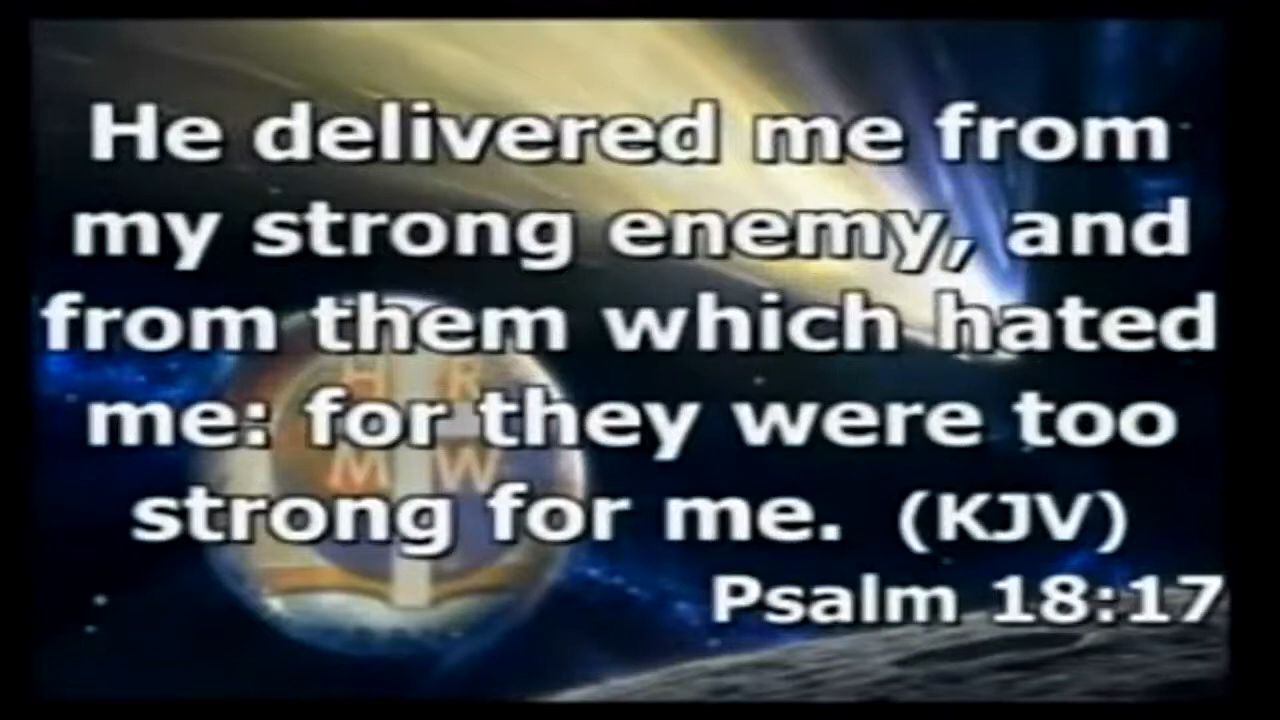 He delivered me from
my strong enemy, and
from them which hated
me: for they were too
strong for me. (KJV)
Psalm 18:17
H R
M W